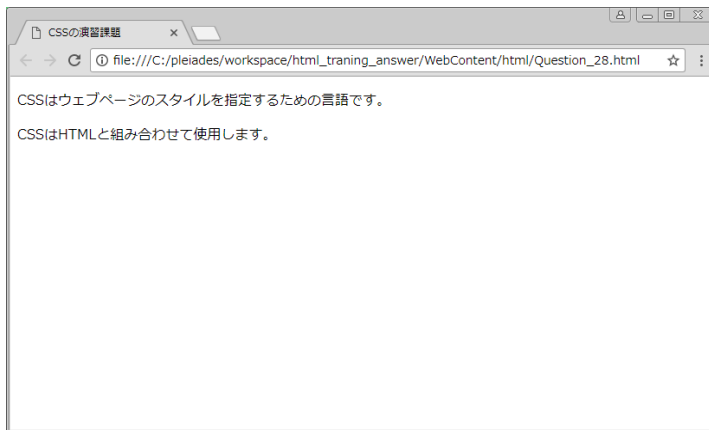 CSSの演習課題
file:///C:/pleiades/workspace/html_traning_answer/WebContent/html/Question_28.html
CSSはウェブページのスタイルを指定するための言語です。
CSSはHTMLと組み合わせて使用します。